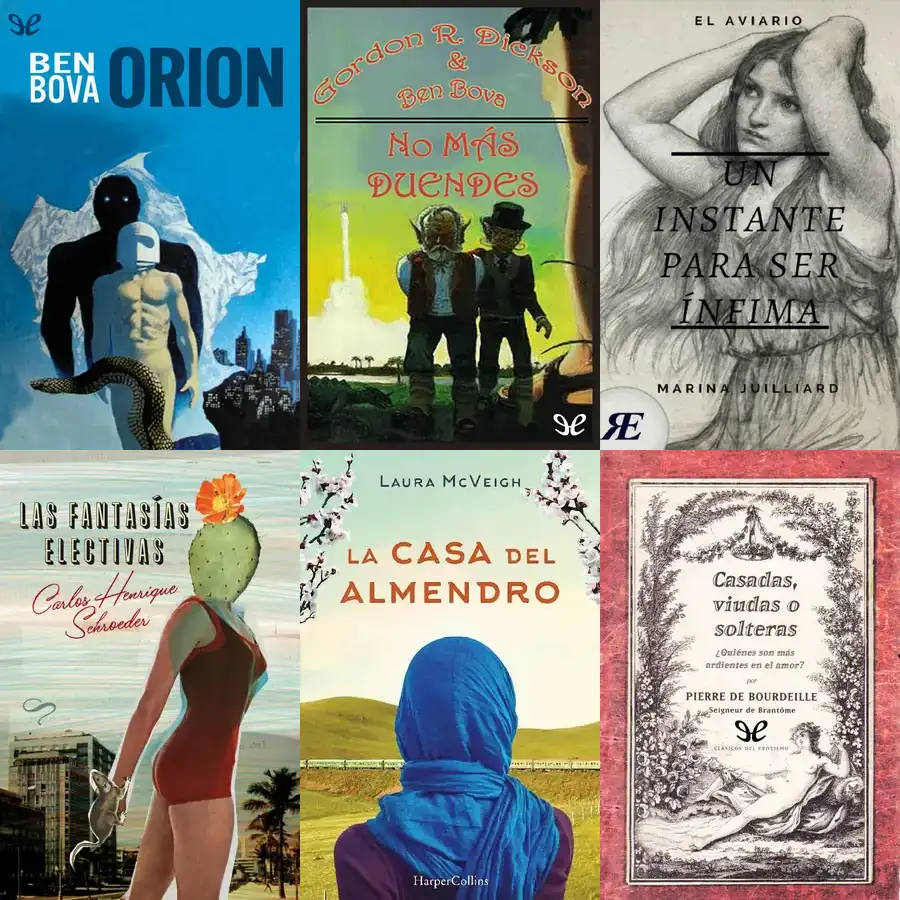 BEN
BOVA
ORION
Gordon R. Dickson
&
Ben Bova
NO MÁS
DUENDES
EL AVIARIO
UN
INSTANTE
PARA SER
ÍNFIMA
MARINA JUILLIARD
RE
LAS FANTASÍAS
ELECTIVAS
Carlos Henrique
Schroeder
LAURA MCVEIGH
LA CASA DEL
ALMENDRO
HarperCollins
Casadas,
viudas o
solteras
¿Quiénes son más
ardientes en el amor?
por
PIERRE DE BOURDEILLE
Seigneur de Brantôme
CLÁSICOS DEL EROTISMO